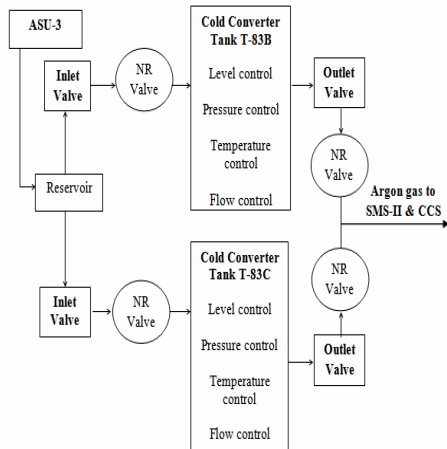 ASU-3
Inlet
Valve
NR
Valve
Cold Converter
Tank T-83B
Level control
Pressure control
Temperature
control
Flow control
Outlet
Valve
NR
Valve
Reservoir
Argon gas to
SMS-II & CCS
Inlet
Valve
NR
Valve
Cold Converter
Tank T-83C
Level control
Pressure control
Temperature
control
Flow control
NR
Valve
Outlet
Valve